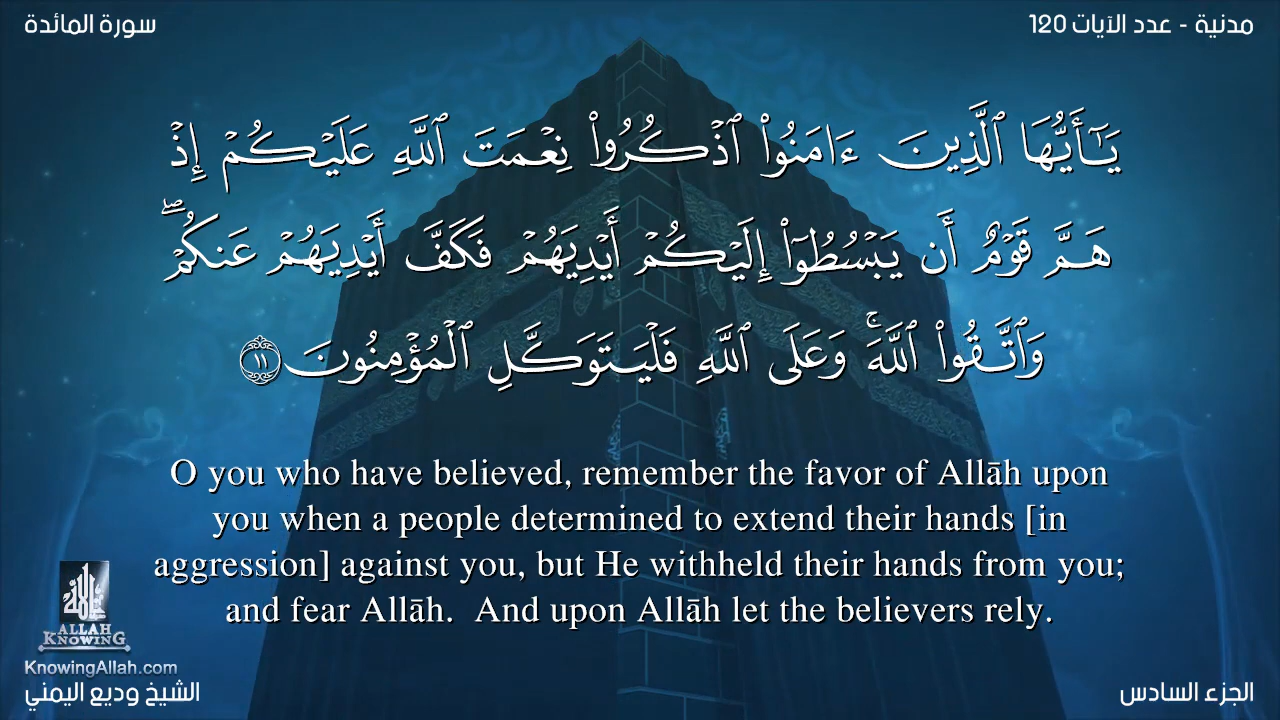 مدنية - عدد الآيات 120
سورة المائدة
يَـٰٓأَيُّهَا ٱلَّذِينَ ءَامَنُوا۟ ٱذْكُرُوا۟ نِعْمَتَ ٱللَّهِ عَلَيْكُمْ إِذْ
هَمَّ قَوْمٌ أَن يَبْسُطُوٓا۟ إِلَيْكُمْ أَيْدِيَهُمْ فَكَفَّ أَيْدِيَهُمْ عَنكُمْ ۖ
وَٱتَّقُوا۟ ٱللَّهَ ۚ وَعَلَى ٱللَّهِ فَلْيَتَوَكَّلِ ٱلْمُؤْمِنُونَ ١١
O you who have believed, remember the favor of Allāh upon
you when a people determined to extend their hands [in
aggression] against you, but He withheld their hands from you;
and fear Allāh.  And upon Allāh let the believers rely.
ALLAH
KNOWING
KnowingAllah.com
الجزء السادس
الشيخ وديع اليمني